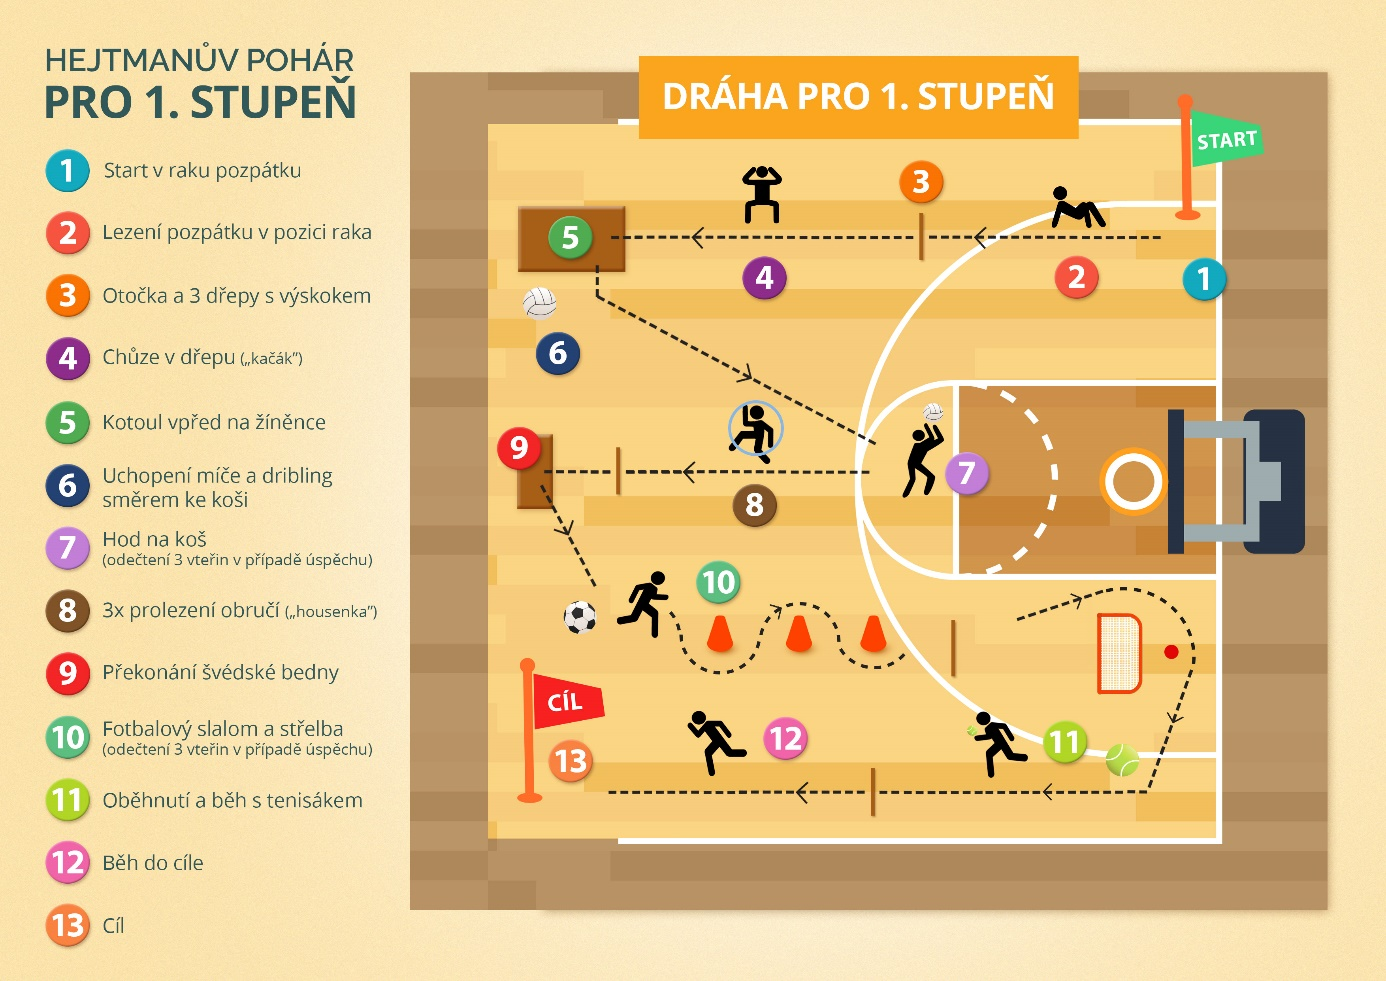 HEJTMANŮV POHÁR
PRO 1. STUPEŇ
1 Start v raku pozpátku
2 Lezení pozpátku v pozici raka
3 Otočka a 3 dřepy s výskokem
4 Chůze v dřepu („kačák“)
5 Kotoul vpřed na žíněnce
6 Uchopení míče a dribling
směrem ke koši
7 Hod na koš
(odečtení 3 vteřin v případě úspěchu)
8 3x prolezení obručí („housenka“)
9 Překonání švédské bedny
10 Fotbalový slalom a střelba
(odečtení 3 vteřin v případě úspěchu)
11 Oběhnutí a běh s tenisákem
12 Běh do cíle
13 Cíl
DRÁHA PRO 1. STUPEŇ
START
3
5
4
2
1
6
9
7
8
10
CÍL
12
11
13